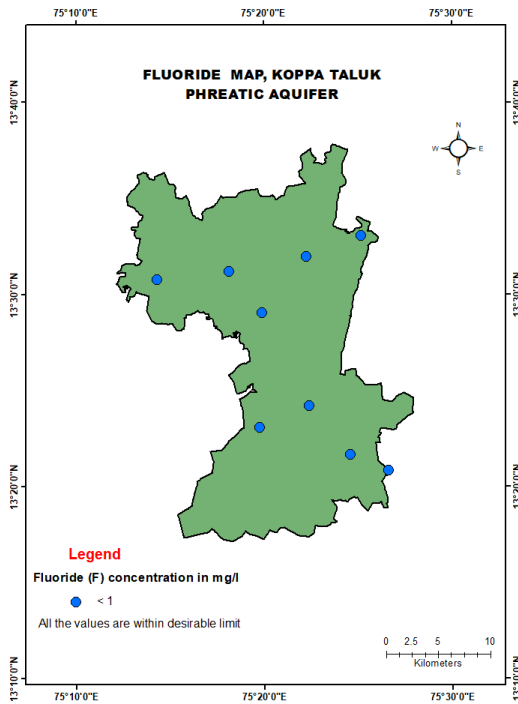 75°10'0"E 75°20'0"E 75°30'0"E
FLUORIDE MAP, KOPPA TALUK
PHREATIC AQUIFER
13°40'0"N 13°40'0"N
N
W E
S
13°30'0"N 13°30'0"N
13°20'0"N 13°20'0"N
Legend
Fluoride (F) concentration in mg/l
< 1
All the values are within desirable limit
0 2.5 5 10
Kilometers
13°10'0"N 13°10'0"N
75°10'0"E 75°20'0"E 75°30'0"E